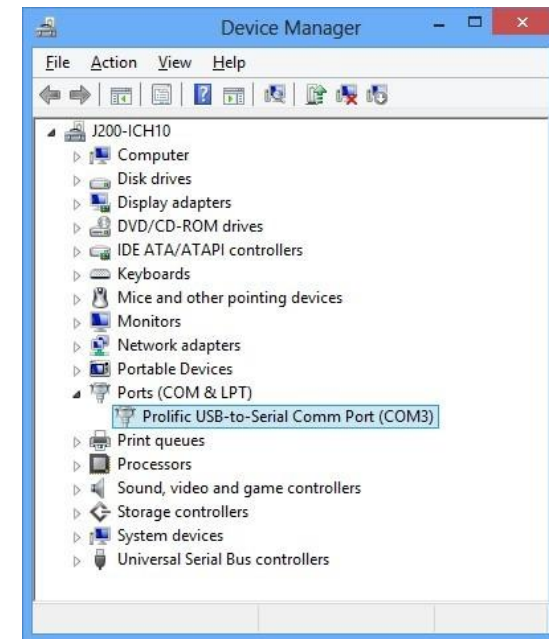 Device Manager
File Action View Help
J200-ICH10
Computer
Disk drives
Display adapters
DVD/CD-ROM drives
IDE ATA/ATAPI controllers
Keyboards
Mice and other pointing devices
Monitors
Network adapters
Portable Devices
Ports (COM & LPT)
Prolific USB-to-Serial Comm Port (COM3)
Print queues
Processors
Sound, video and game controllers
Storage controllers
System devices
Universal Serial Bus controllers